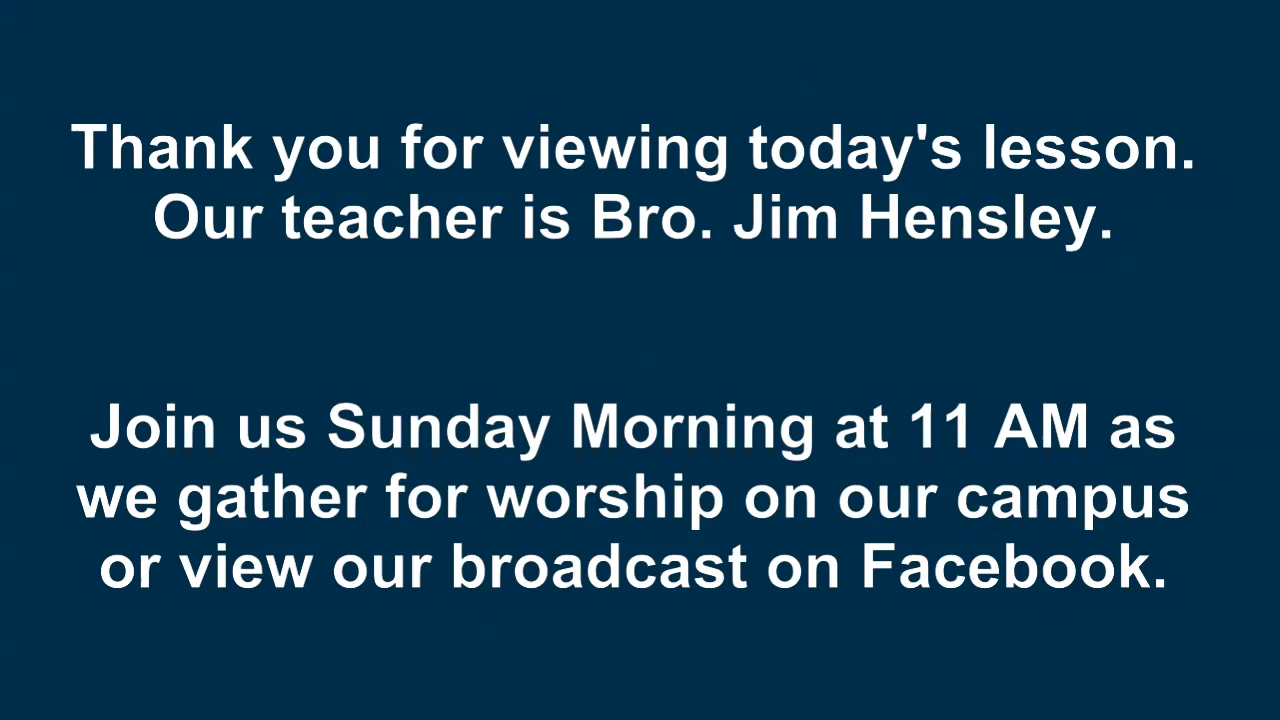 Thank you for viewing today's lesson.
Our teacher is Bro. Jim Hensley.
Join us Sunday Morning at 11 AM as
we gather for worship on our campus
or view our broadcast on Facebook.